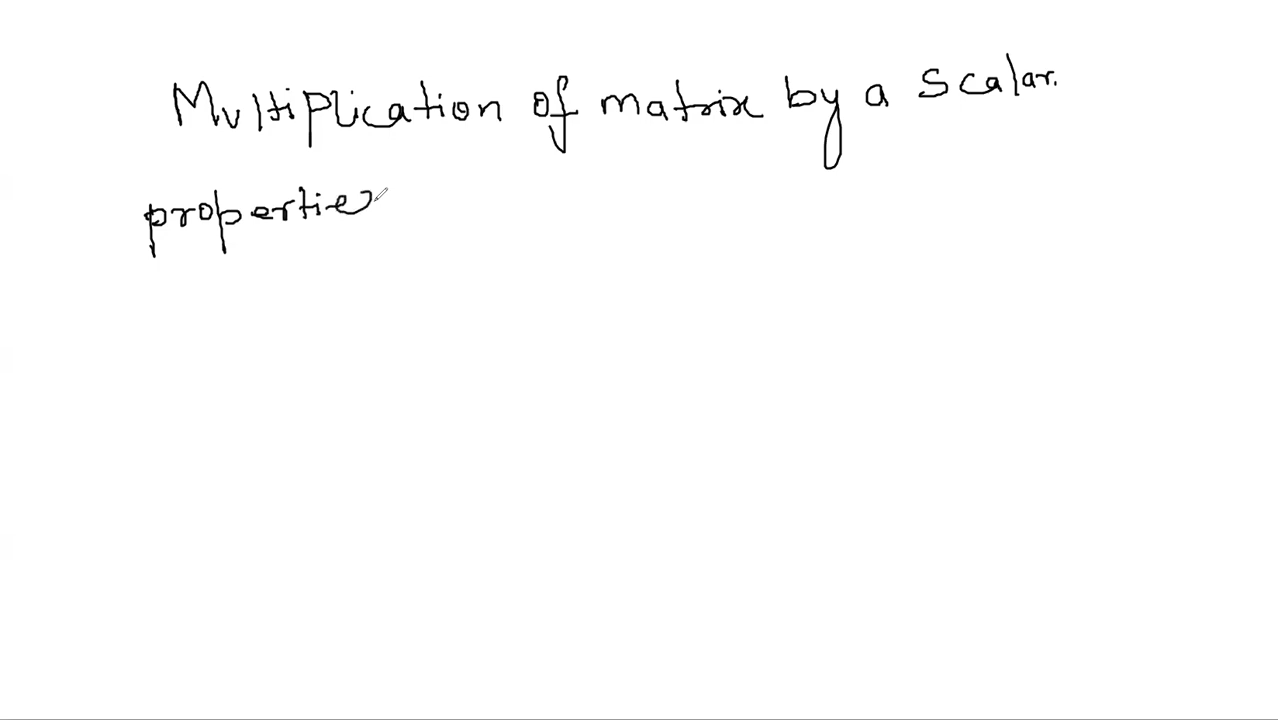 Multiplication of matrix by a scalar.
properties